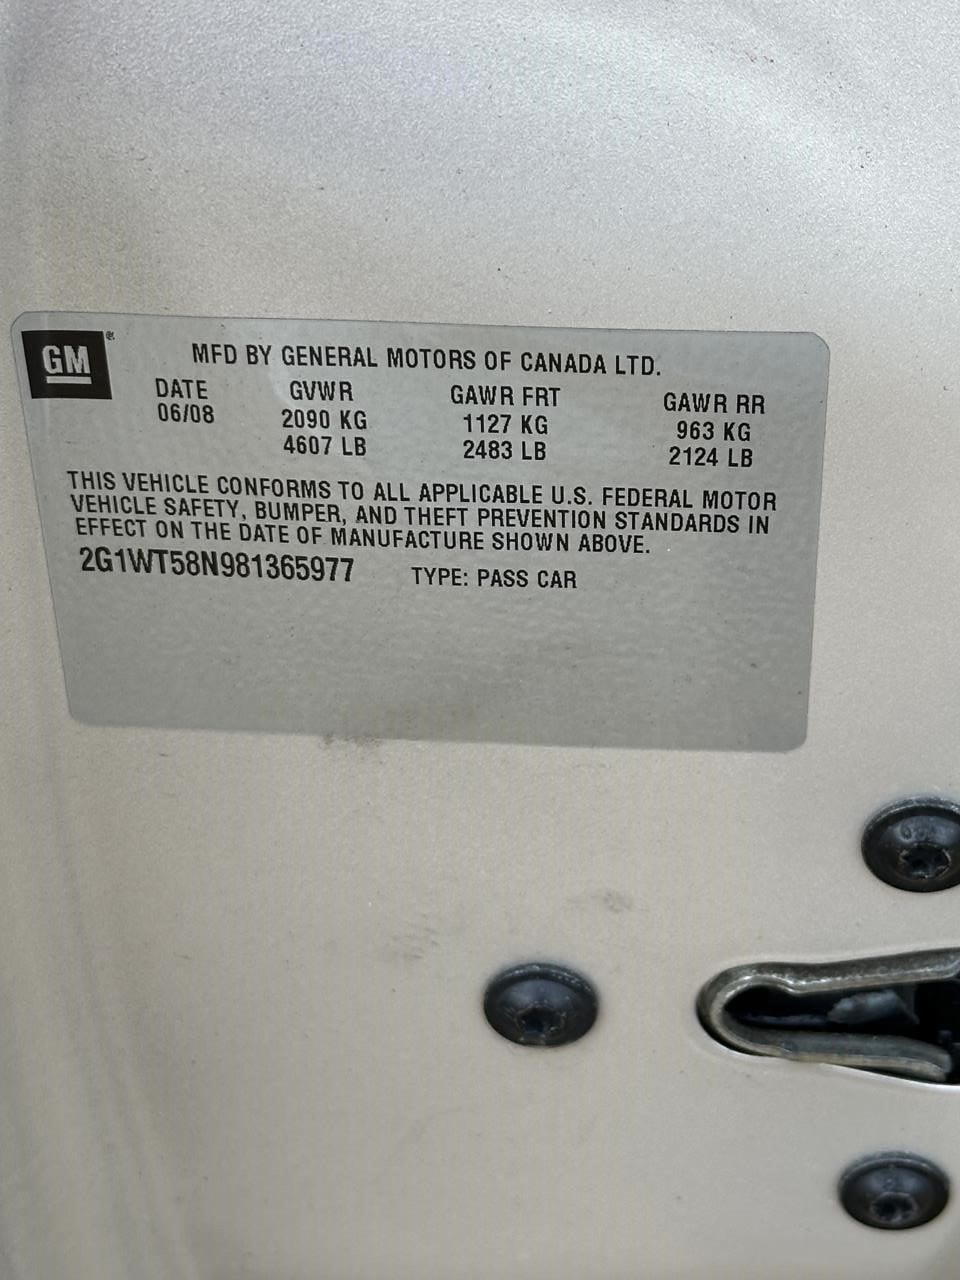 GM®
MFD BY GENERAL MOTORS OF CANADA LTD.
DATE GVWR GAWR FRT GAWR RR
06/08 2090 KG 1127 KG 963 KG
4607 LB 2483 LB 2124 LB
THIS VEHICLE CONFORMS TO ALL APPLICABLE U.S. FEDERAL MOTOR
VEHICLE SAFETY, BUMPER, AND THEFT PREVENTION STANDARDS IN
EFFECT ON THE DATE OF MANUFACTURE SHOWN ABOVE.
2G1WT58N981365977 TYPE: PASS CAR